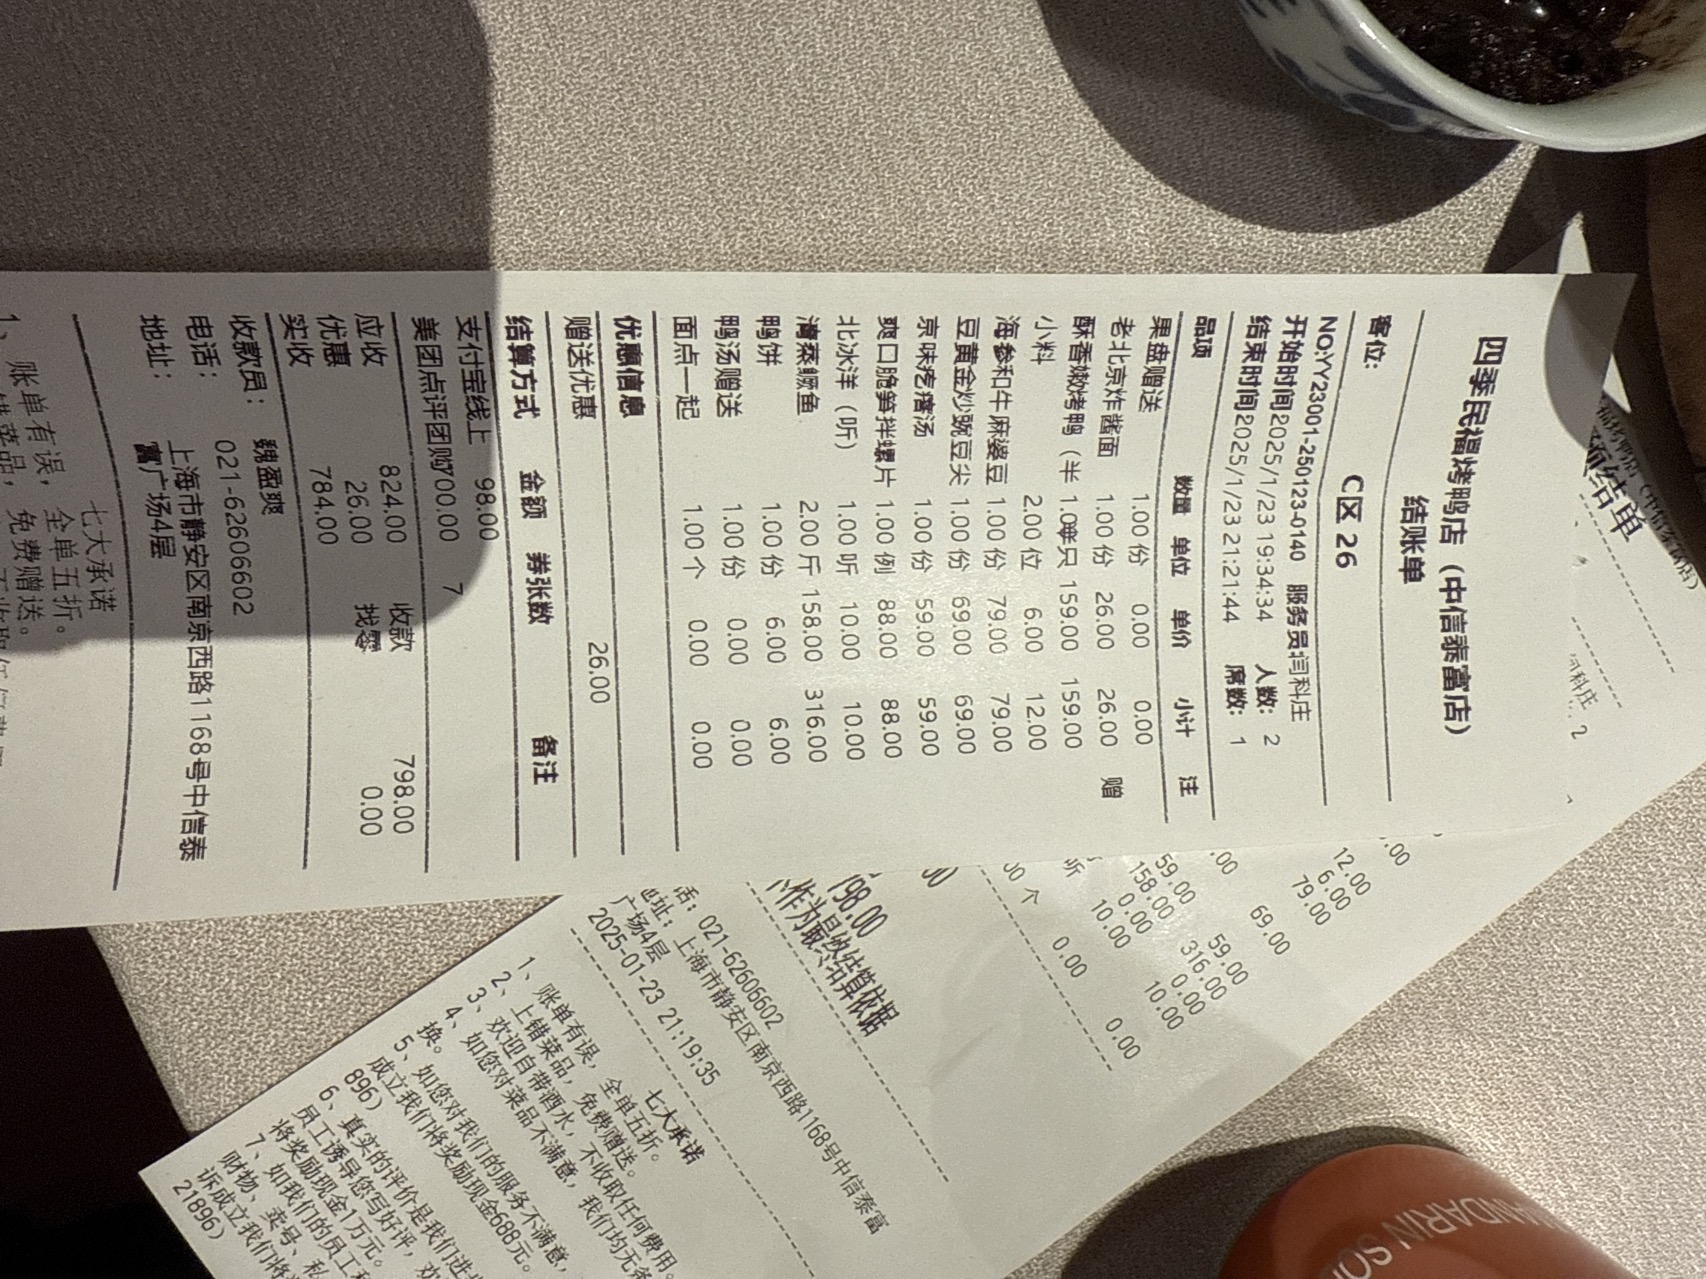 四季民福烤鸭店（中信泰富店）
结账单
客位： C区 26
NO:YY23001-250123-0140 服务员:闫科庄
开始时间2025/1/23 19:34:34 人数： 2
结束时间2025/1/23 21:21:44 席数： 1
品项 数量 单位 单价 小计 注
果盘赠送 1.00 份 0.00 0.00
老北京炸酱面 1.00 份 26.00 26.00 赠
酥香嫩烤鸭（半 1.00 半只 159.00 159.00
小料 2.00 位 6.00 12.00
海参和牛麻婆豆 1.00 份 79.00 79.00
豆黄金炒豌豆尖 1.00 份 69.00 69.00
京味疙瘩汤 1.00 份 59.00 59.00
爽口脆笋拌螺片 1.00 例 88.00 88.00
北冰洋（听） 1.00 听 10.00 10.00
清蒸鳜鱼 2.00 斤 158.00 316.00
鸭饼 1.00 份 6.00 6.00
鸭汤赠送 1.00 份 0.00 0.00
面点一起 1.00 个 0.00 0.00
优惠信息
赠送优惠 26.00
结算方式 金额 券张数 备注
支付宝线上 98.00
美团点评团购700.00 7
应收 824.00 收款 798.00
优惠 26.00 找零 0.00
实收 784.00
收款员： 魏盈爽
电话： 021-62606602
地址： 上海市静安区南京西路1168号中信泰
富广场4层
七大承诺
1、账单有误，全单五折。
免费赠送。
预结单
闫科庄
2
12.00
6.00
79.00
69.00
59.00
59.00
158.00 316.00
0.00 0.00
10.00 10.00
00 个 0.00 0.00
798.00
话：021-62606602
地址：上海市静安区南京西路1168号中信泰富
广场4层
2025-01-23 21:19:35
七大承诺
1、账单有误，全单五折。
2、上错菜品，免费赠送。
3、欢迎自带酒水，不收取任何费用。
4、如您对菜品不满意，我们均无条
换。
5、如您对我们的服务不满意，
成立我们将奖励现金688元。
896)
6、真实的评价是我们进
员工诱导您写好评，欢
将奖励现金1万元。
7、如我们的员工
财物、卖号、私
诉成立我们将
21896)
MANDARIN
SO